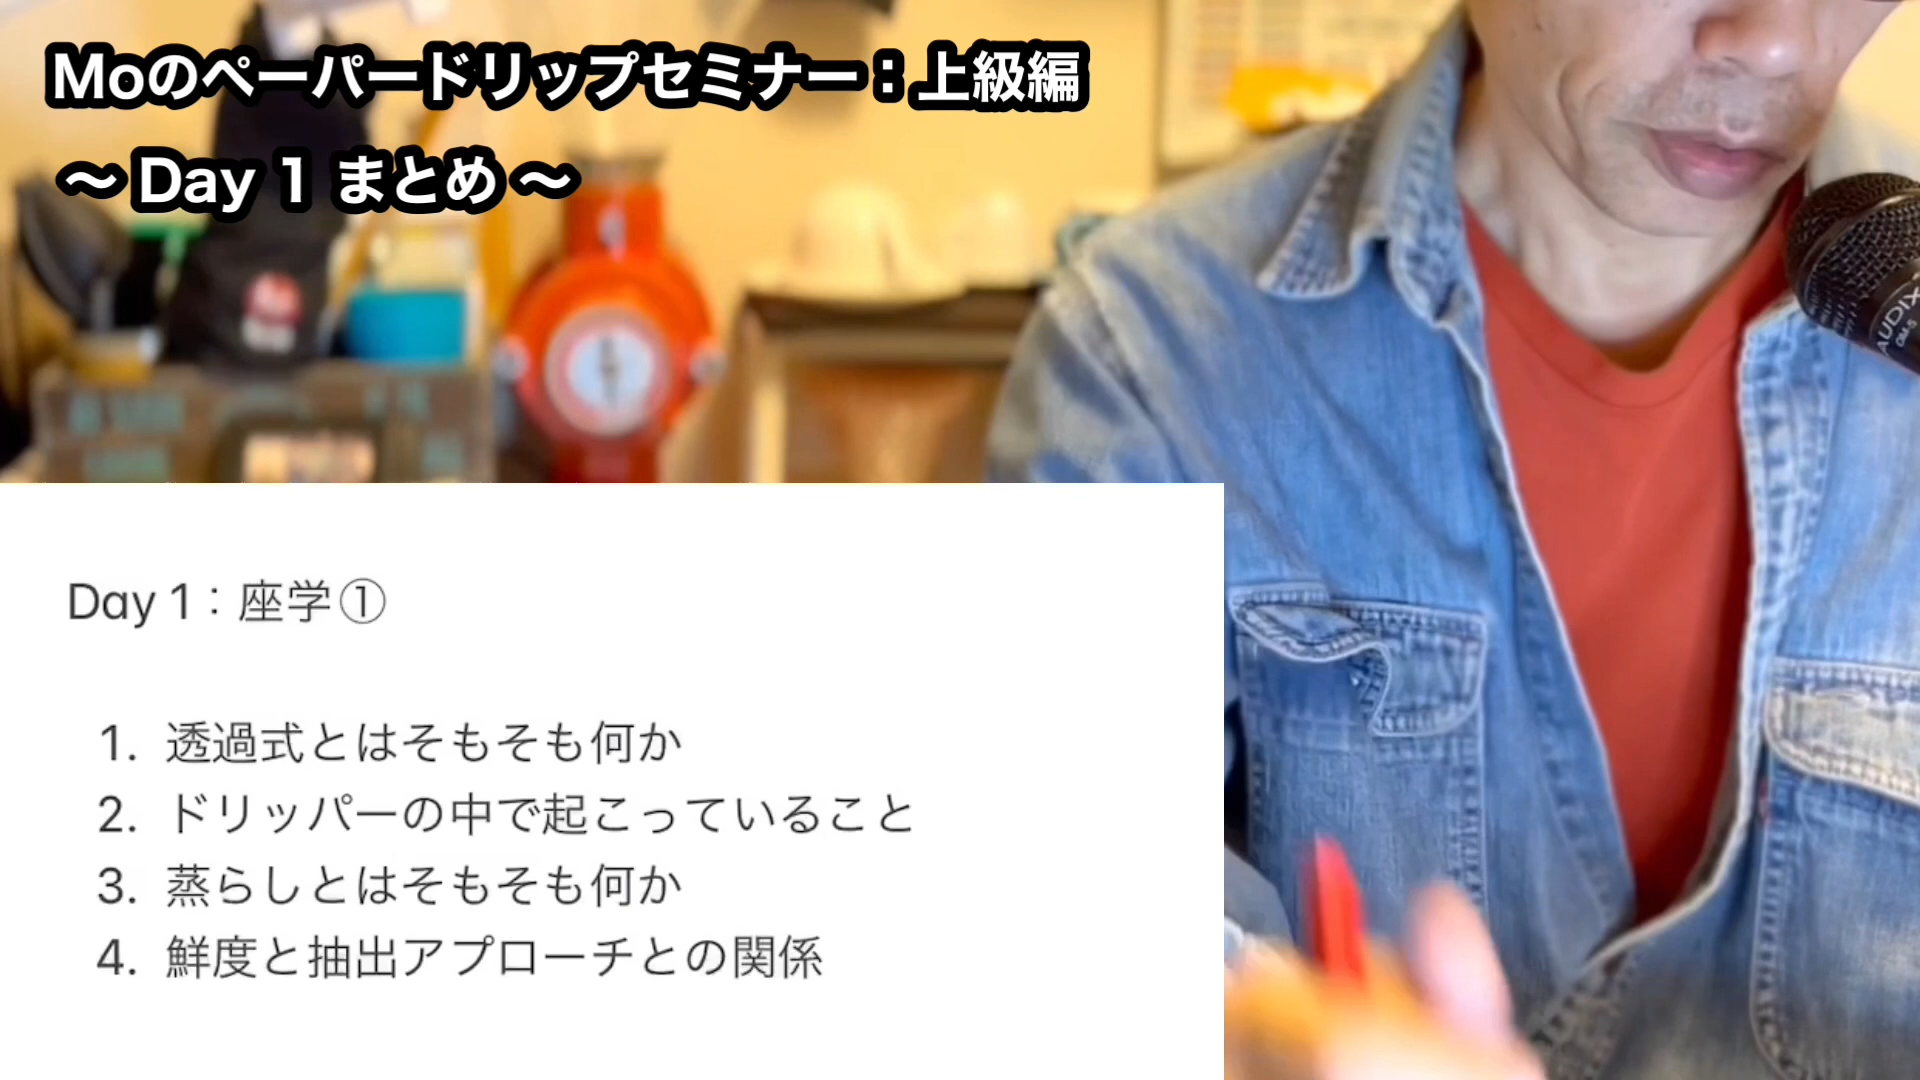 Moのペーパードリップセミナー：上級編
〜 Day 1 まとめ 〜
AUDIX
OM5
Day 1：座学①
1. 透過式とはそもそも何か
2. ドリッパーの中で起こっていること
3. 蒸らしとはそもそも何か
4. 鮮度と抽出アプローチとの関係